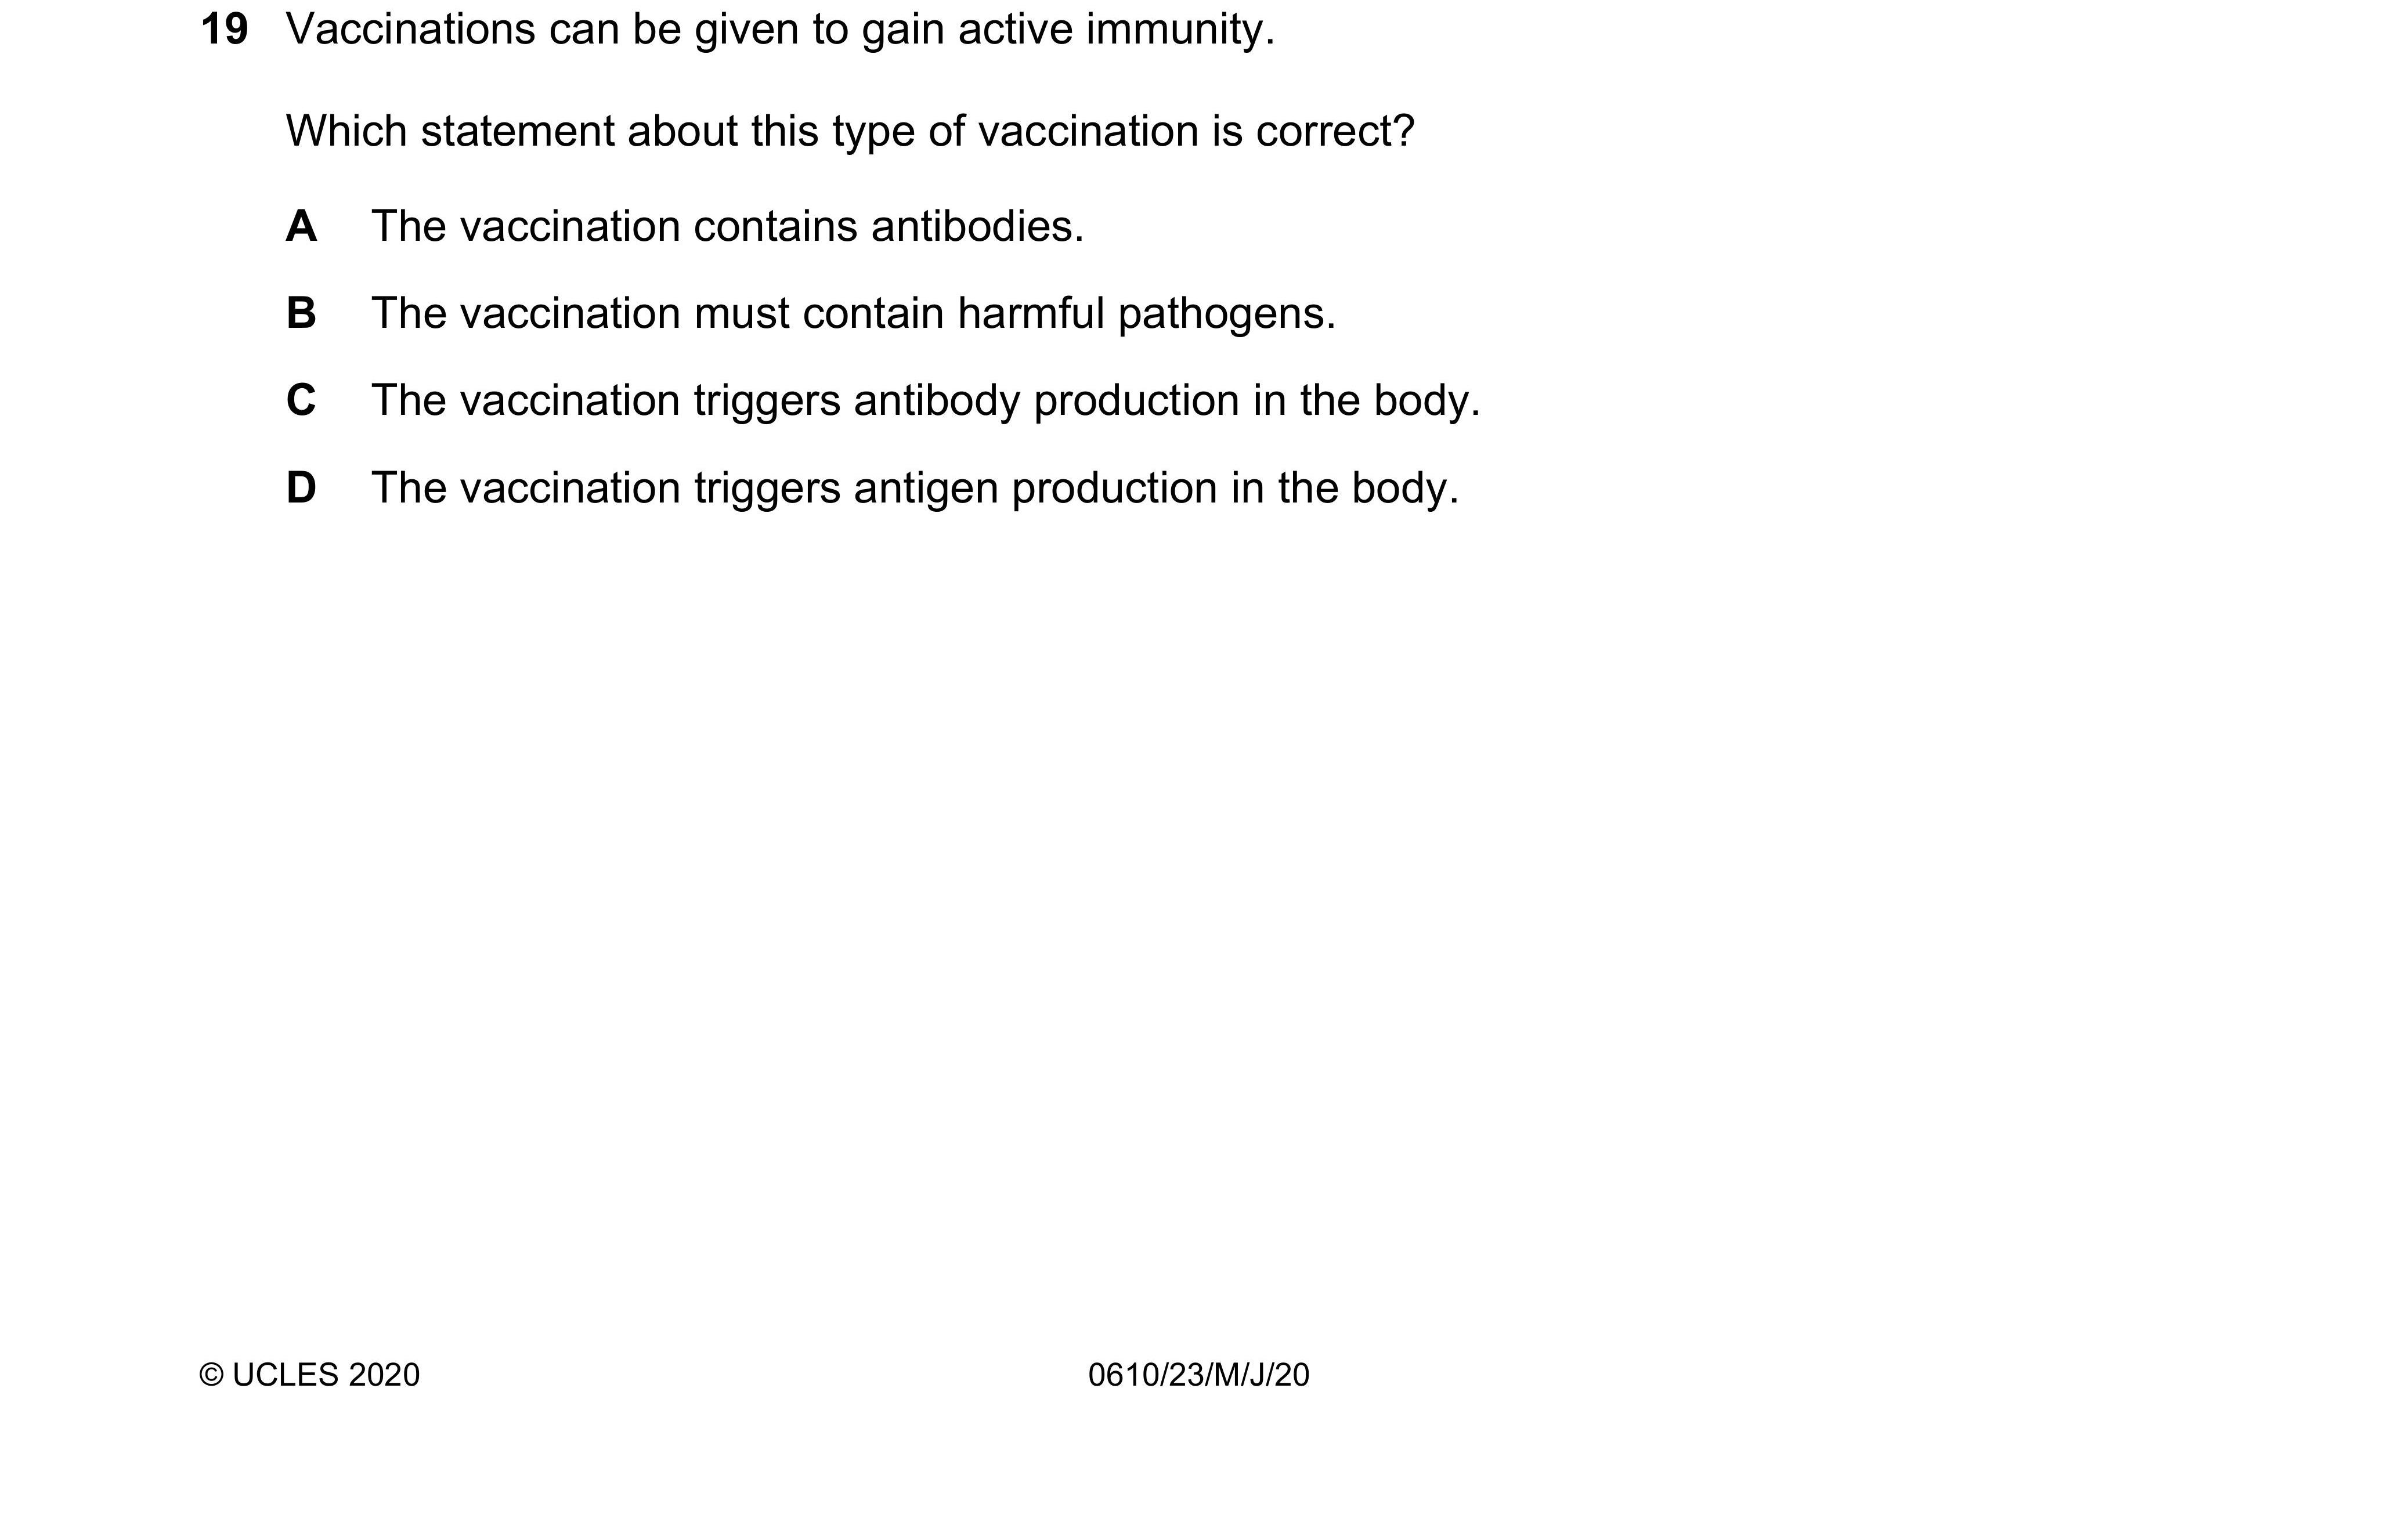 19 Vaccinations can be given to gain active immunity.
Which statement about this type of vaccination is correct?
A The vaccination contains antibodies.
B The vaccination must contain harmful pathogens.
C The vaccination triggers antibody production in the body.
D The vaccination triggers antigen production in the body.
© UCLES 2020 0610/23/M/J/20